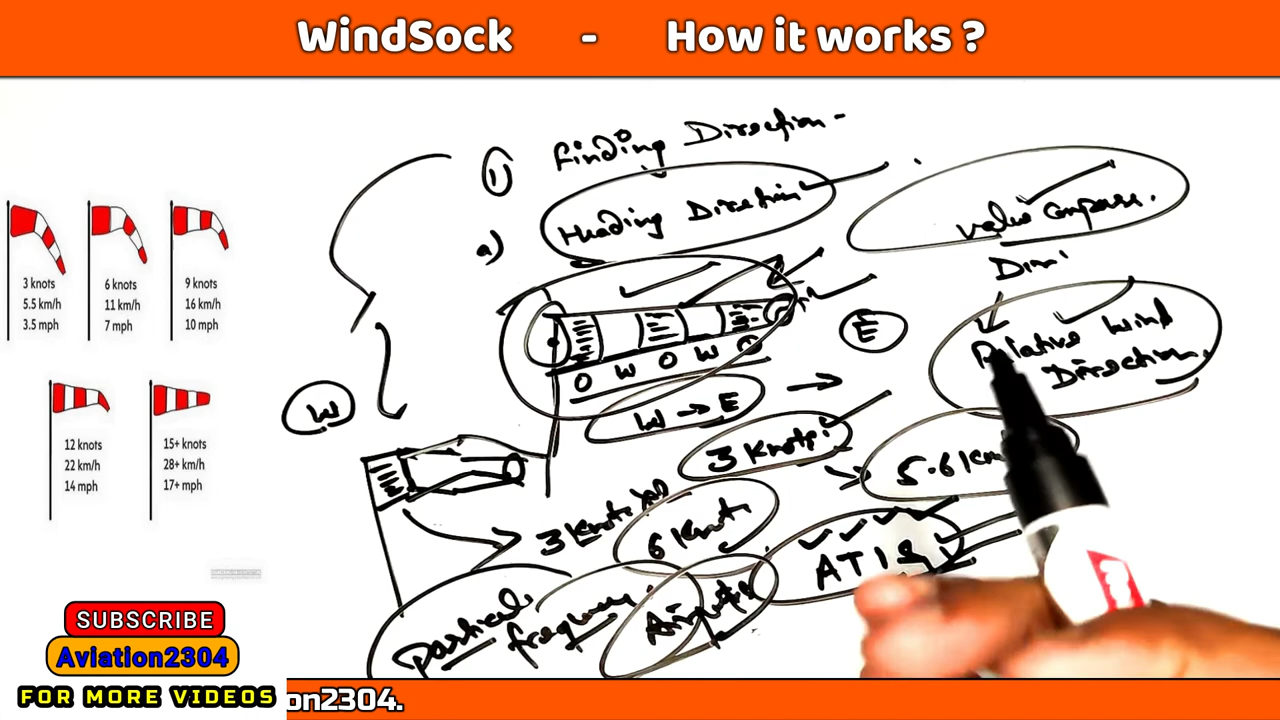 WindSock - How it works ?
1) Finding Direction -
a) Heading Direction
Compass.
Relative Wind
Direction.
O W O W O
E
W
W → E →
3 Knots
6 Knots
ATIS
frequency
3 knots
5.5 km/h
3.5 mph
6 knots
11 km/h
7 mph
9 knots
16 km/h
10 mph
12 knots
22 km/h
14 mph
15+ knots
28+ km/h
17+ mph
SUBSCRIBE
Aviation2304
FOR MORE VIDEOS
on2304.